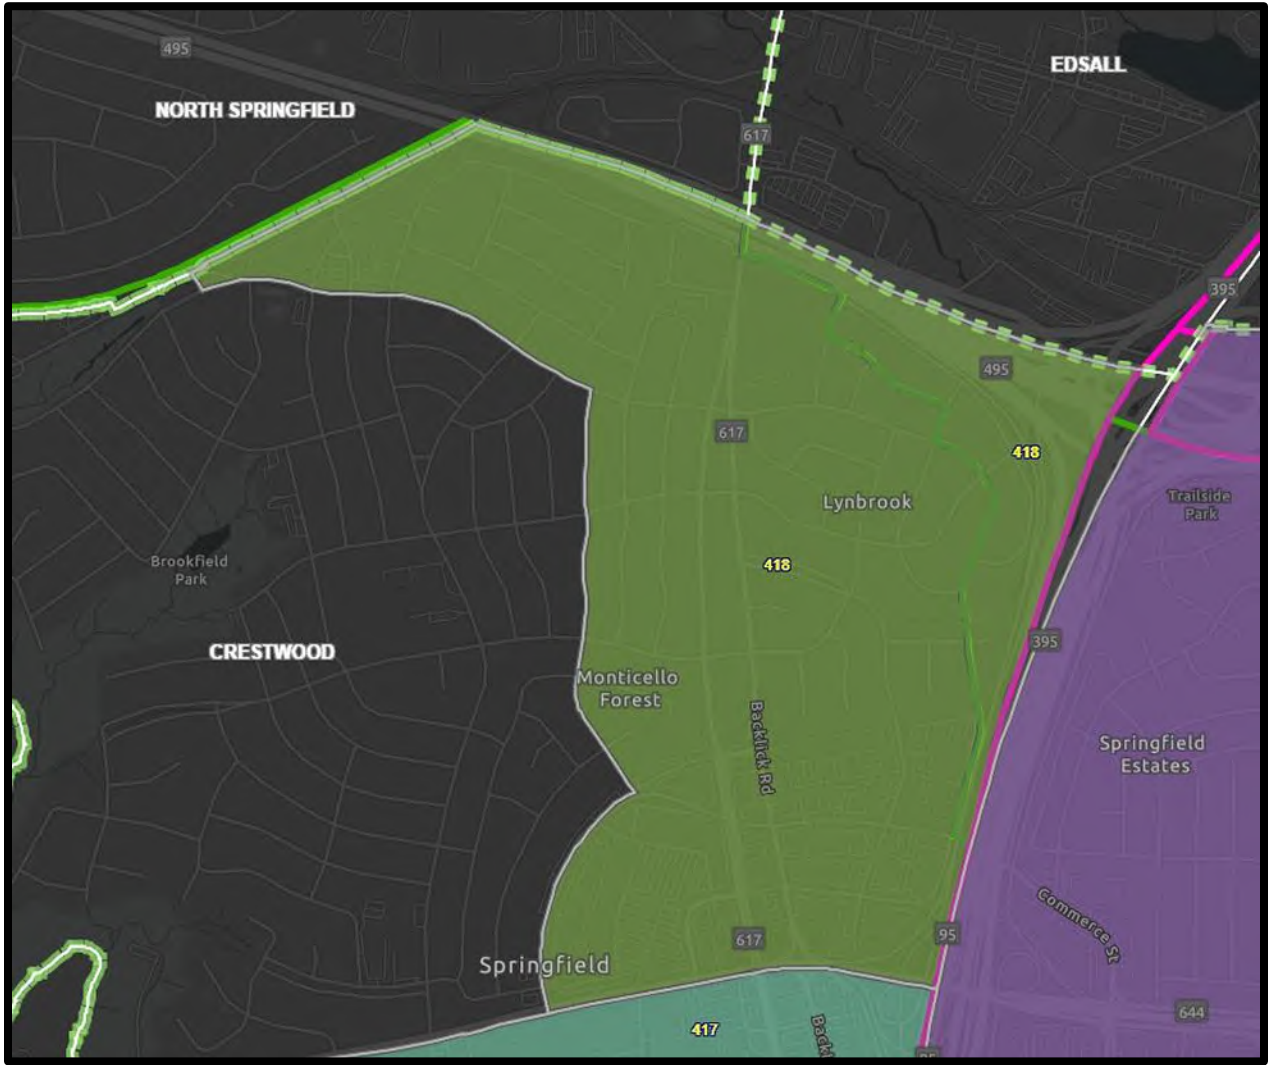 495
EDSALL
NORTH SPRINGFIELD
617
395
495
617
418
Lynbrook
Trailside
Park
Brookfield
Park
418
395
CRESTWOOD
Monticello
Forest
Backlick Rd
Springfield
Estates
Commerce St
95
617
Springfield
644
417